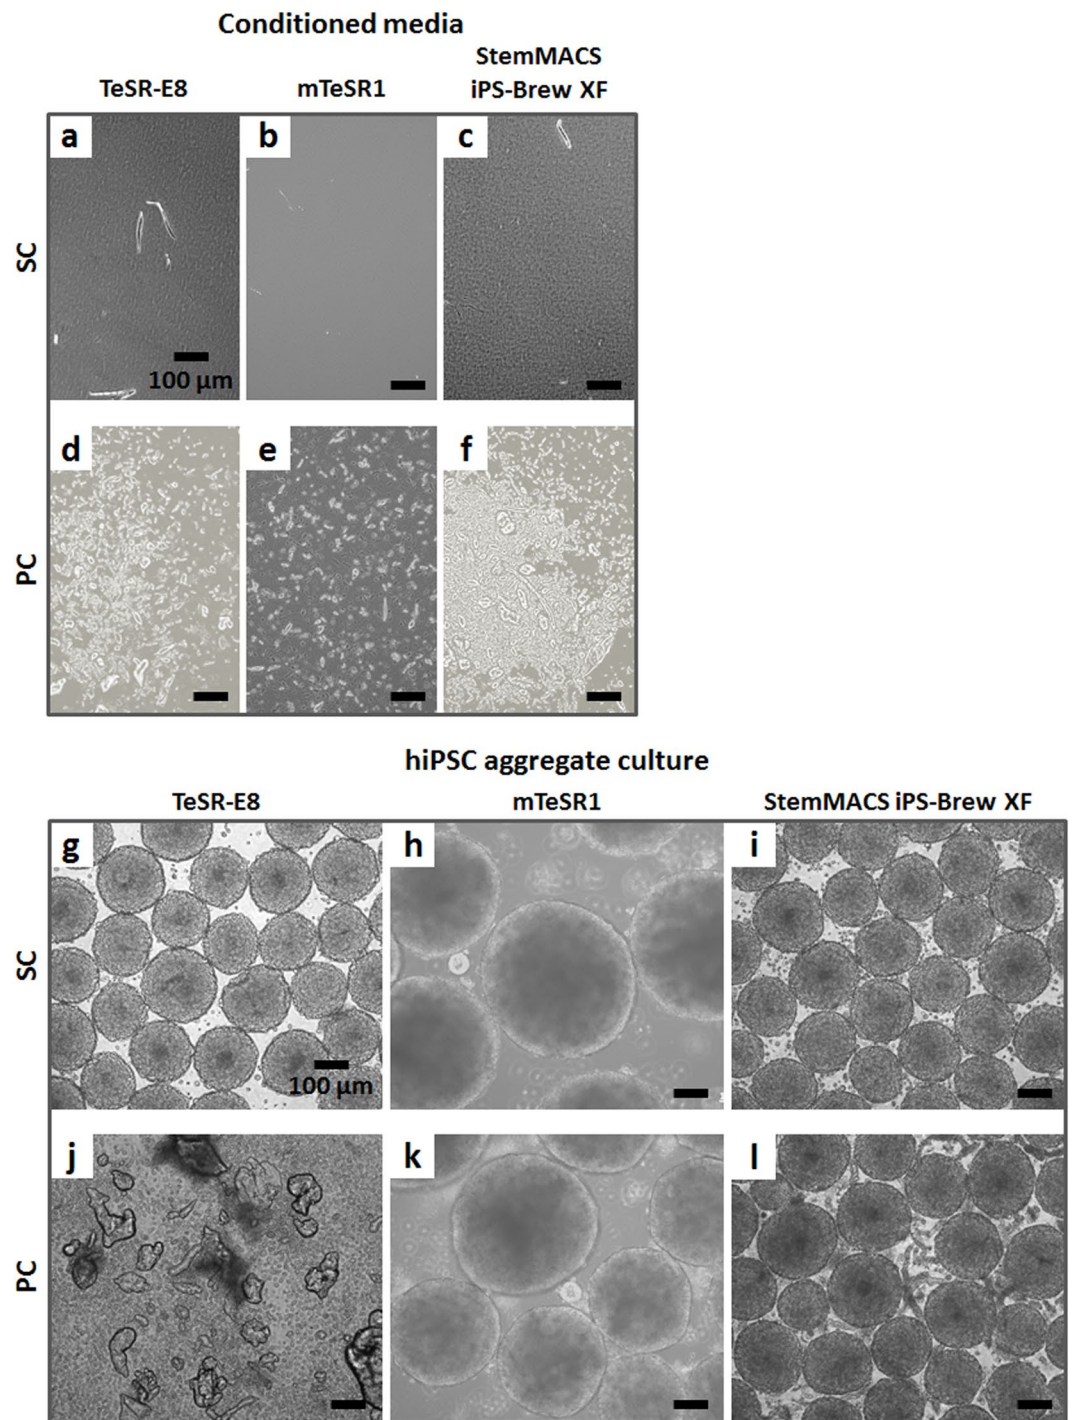 Conditioned media
TeSR-E8
mTeSR1
StemMACS
iPS-Brew XF
SC
a
b
c
100 µm
PC
d
e
f
hiPSC aggregate culture
TeSR-E8
mTeSR1
StemMACS iPS-Brew XF
SC
g
h
i
100 µm
PC
j
k
l